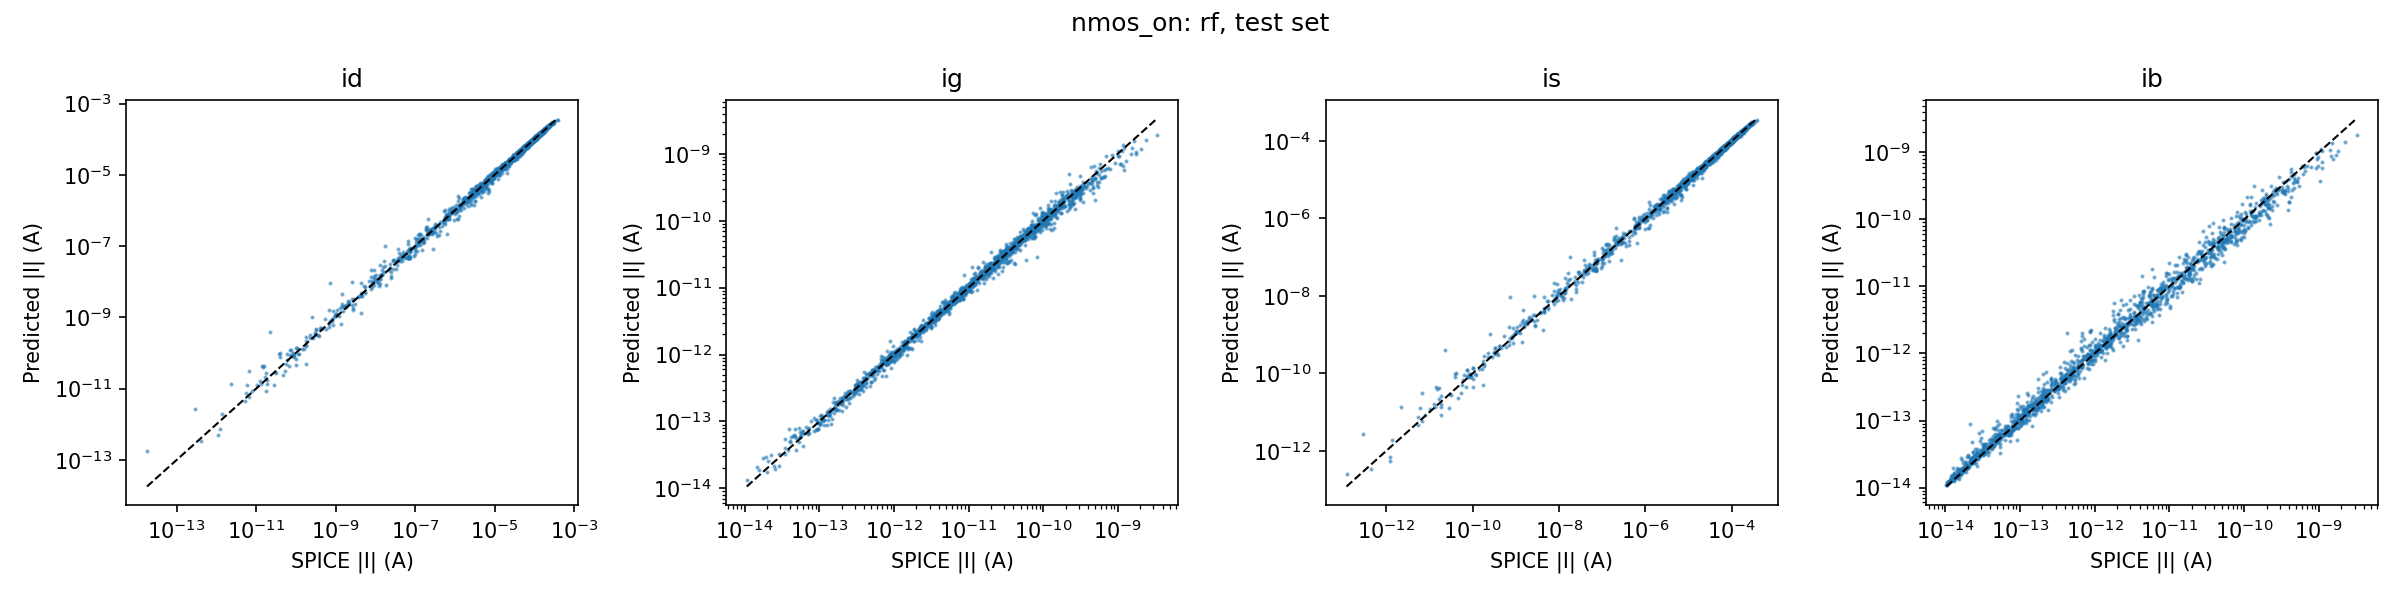 nmos_on: rf, test set
id
10⁻³
10⁻⁵
10⁻⁷
10⁻⁹
10⁻¹¹
10⁻¹³
Predicted |I| (A)
10⁻¹³ 10⁻¹¹ 10⁻⁹ 10⁻⁷ 10⁻⁵ 10⁻³
SPICE |I| (A)
ig
10⁻⁹
10⁻¹⁰
10⁻¹¹
10⁻¹²
10⁻¹³
10⁻¹⁴
Predicted |I| (A)
10⁻¹⁴ 10⁻¹³ 10⁻¹² 10⁻¹¹ 10⁻¹⁰ 10⁻⁹
SPICE |I| (A)
is
10⁻⁴
10⁻⁶
10⁻⁸
10⁻¹⁰
10⁻¹²
Predicted |I| (A)
10⁻¹² 10⁻¹⁰ 10⁻⁸ 10⁻⁶ 10⁻⁴
SPICE |I| (A)
ib
10⁻⁹
10⁻¹⁰
10⁻¹¹
10⁻¹²
10⁻¹³
10⁻¹⁴
Predicted |I| (A)
10⁻¹⁴ 10⁻¹³ 10⁻¹² 10⁻¹¹ 10⁻¹⁰ 10⁻⁹
SPICE |I| (A)